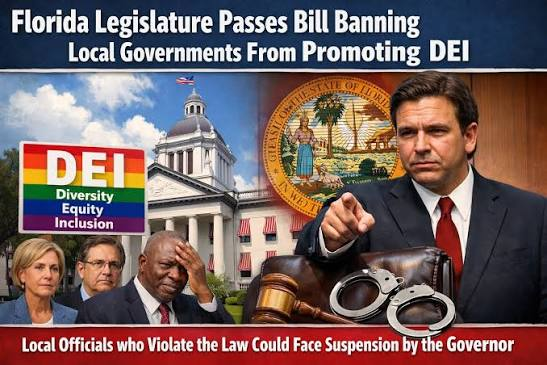 Florida Legislature Passes Bill Banning
Local Governments From Promoting DEI
DEI
Diversity
Equity
Inclusion
Local Officials who Violate the Law Could Face Suspension by the Governor